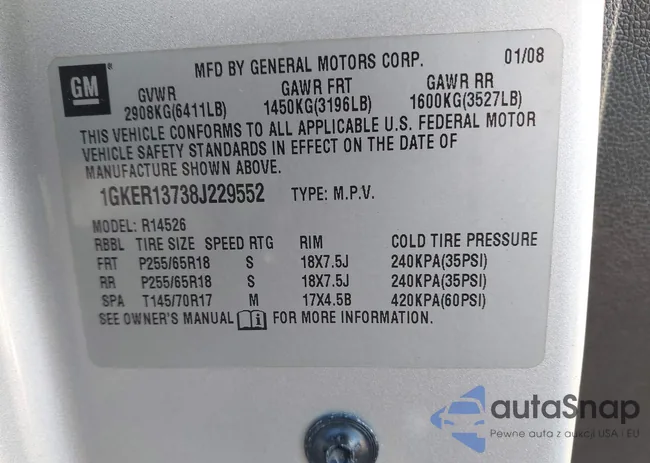 GM ®
MFD BY GENERAL MOTORS CORP. 01/08
GVWR GAWR FRT GAWR RR
2908KG(6411LB) 1450KG(3196LB) 1600KG(3527LB)
THIS VEHICLE CONFORMS TO ALL APPLICABLE U.S. FEDERAL MOTOR
VEHICLE SAFETY STANDARDS IN EFFECT ON THE DATE OF
MANUFACTURE SHOWN ABOVE.
1GKER13738J229552 TYPE: M.P.V.
MODEL: R14526
RBBL TIRE SIZE SPEED RTG RIM COLD TIRE PRESSURE
FRT P255/65R18 S 18X7.5J 240KPA(35PSI)
RR P255/65R18 S 18X7.5J 240KPA(35PSI)
SPA T145/70R17 M 17X4.5B 420KPA(60PSI)
SEE OWNER'S MANUAL i FOR MORE INFORMATION.
autaSnap
Pewne auta z aukcji USA - EU